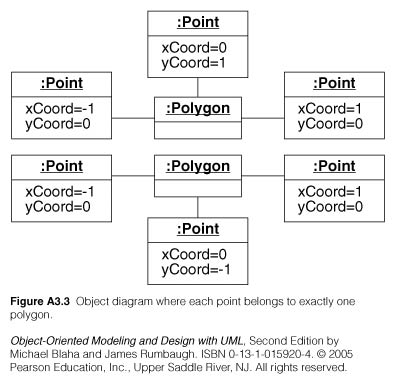 :Point
xCoord=0
yCoord=1
:Point
xCoord=-1
yCoord=0
:Polygon
:Point
xCoord=1
yCoord=0
:Point
xCoord=-1
yCoord=0
:Polygon
:Point
xCoord=1
yCoord=0
:Point
xCoord=0
yCoord=-1
Figure A3.3 Object diagram where each point belongs to exactly one
polygon.
Object-Oriented Modeling and Design with UML, Second Edition by
Michael Blaha and James Rumbaugh. ISBN 0-13-1-015920-4. © 2005
Pearson Education, Inc., Upper Saddle River, NJ. All rights reserved.